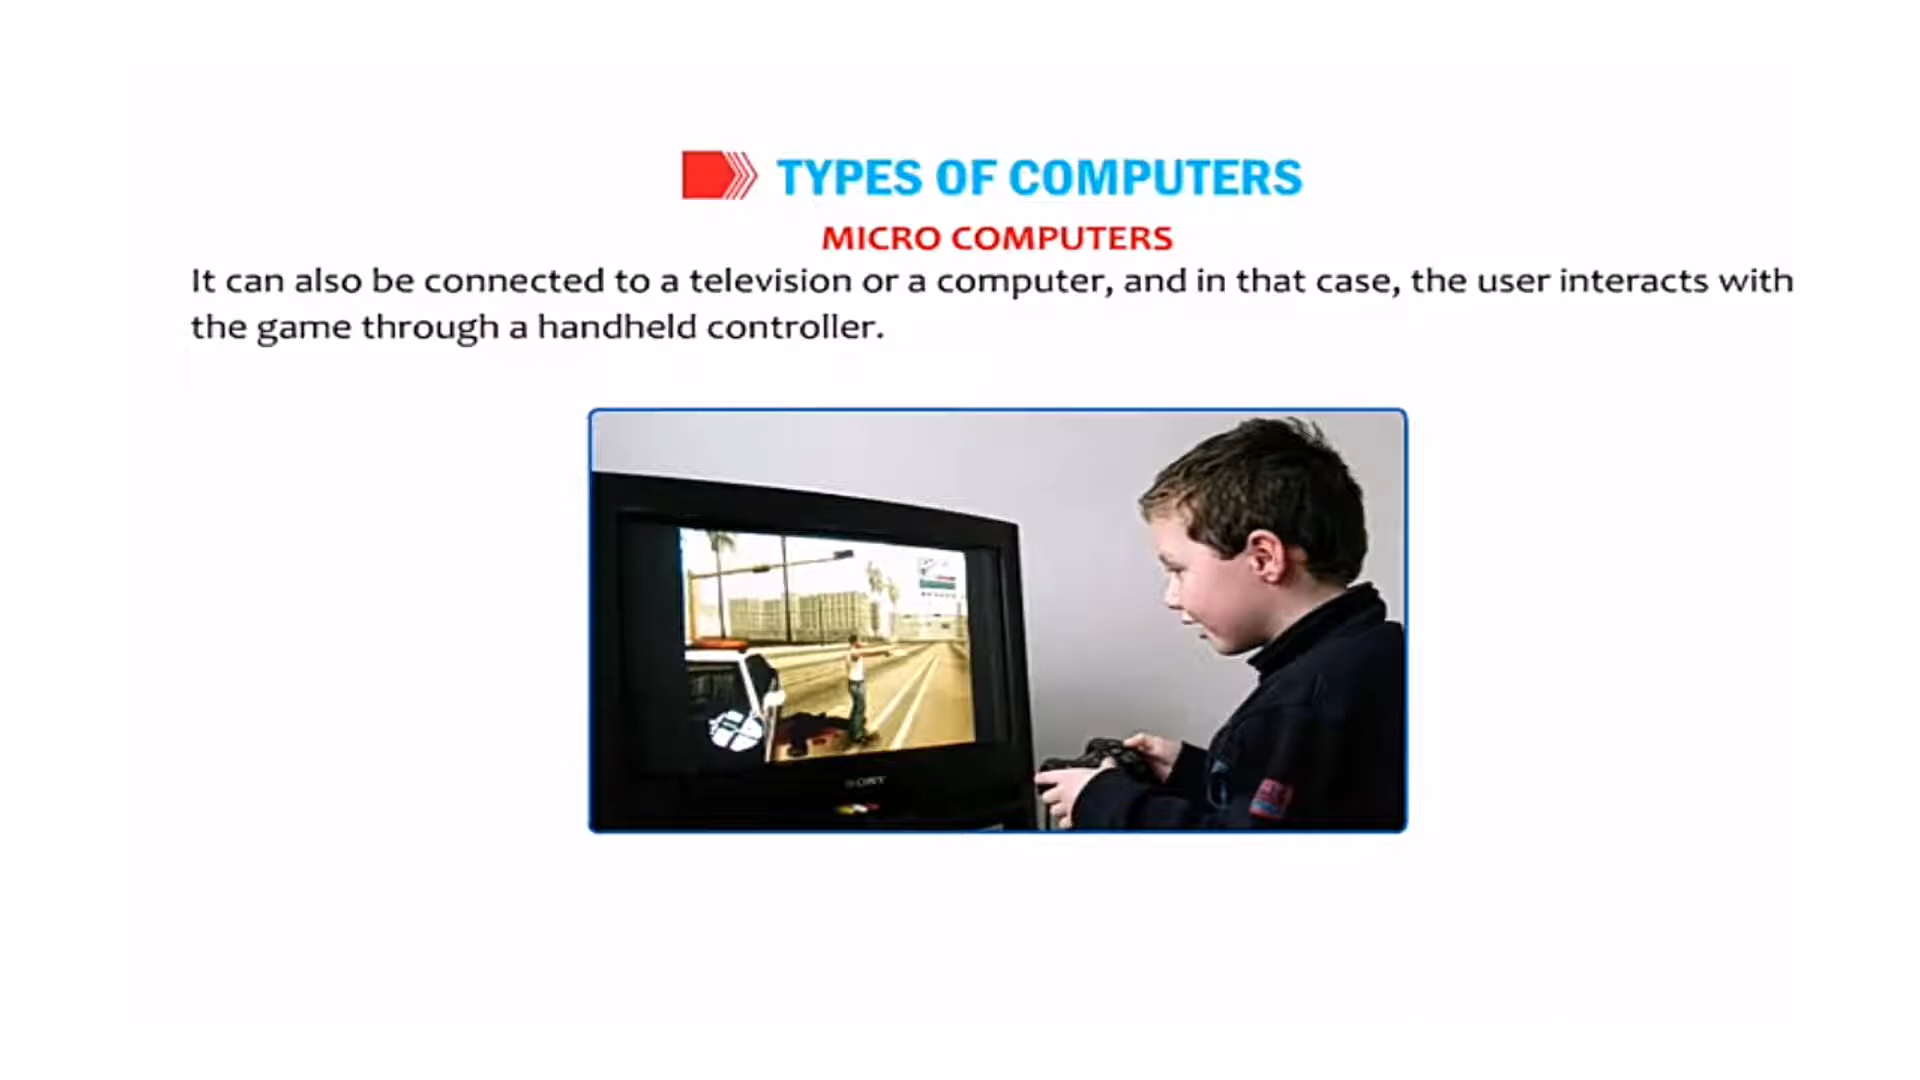 TYPES OF COMPUTERS
MICRO COMPUTERS
It can also be connected to a television or a computer, and in that case, the user interacts with
the game through a handheld controller.
SONY